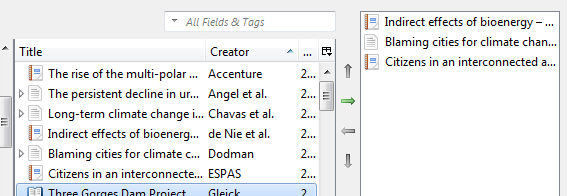 All Fields & Tags
Title Creator
The rise of the multi-polar ... Accenture 2...
The persistent decline in ur... Angel et al. 2...
Long-term climate change i... Chavas et al. 2...
Indirect effects of bioenerg... de Nie et al. 2...
Blaming cities for climate c... Dodman 2...
Citizens in an interconnecte... ESPAS 2...
Three Gorges Dam Project Gleick 2
Indirect effects of bioenergy – ...
Blaming cities for climate chan...
Citizens in an interconnected a...